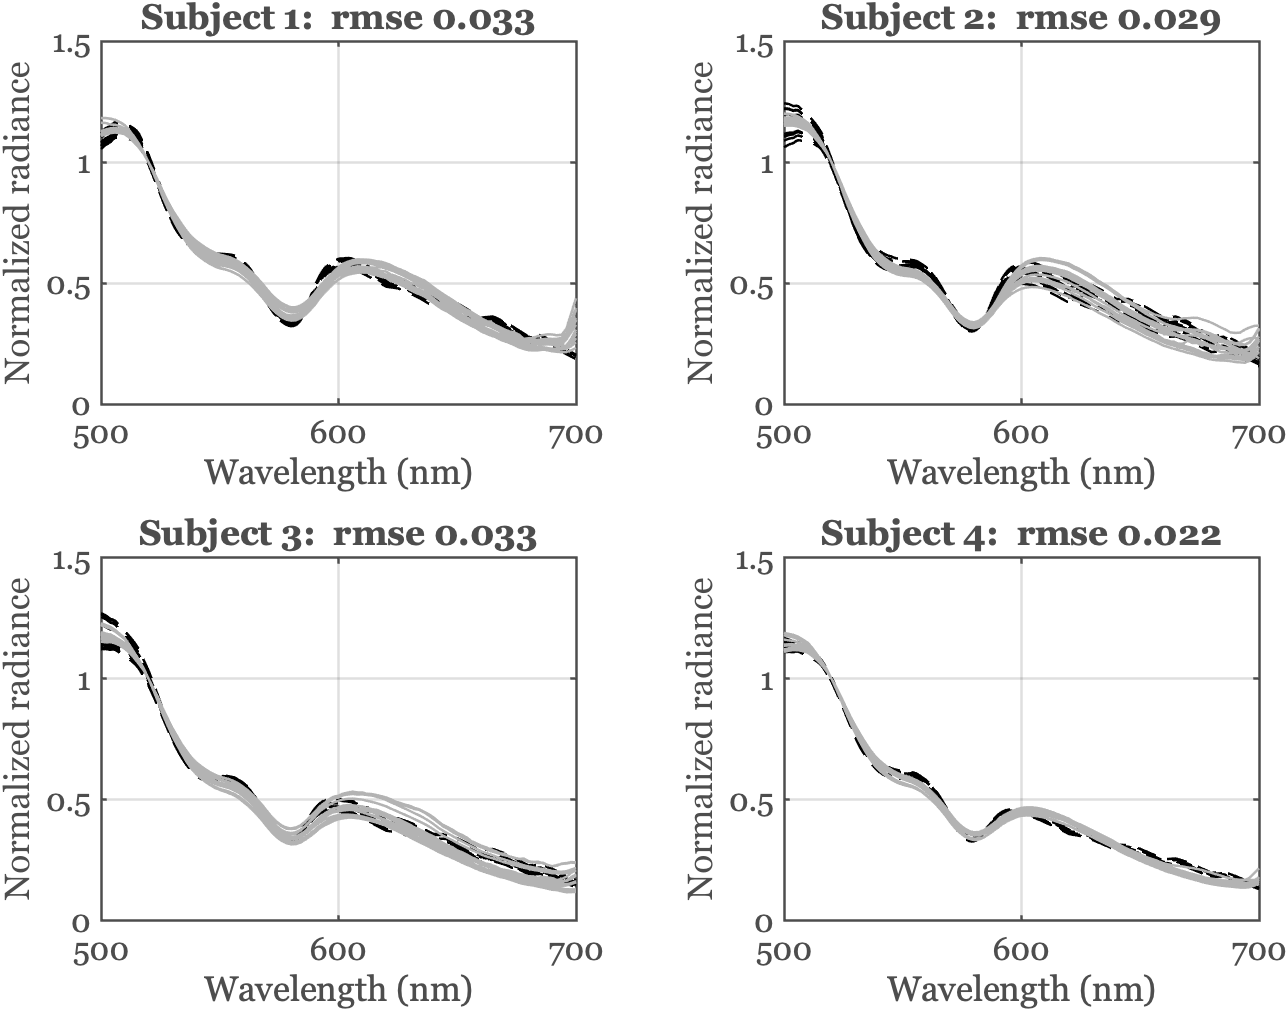 Subject 1:  rmse 0.033
Normalized radiance
1.5
1
0.5
0
500 600 700
Wavelength (nm)
Subject 2:  rmse 0.029
Normalized radiance
1.5
1
0.5
0
500 600 700
Wavelength (nm)
Subject 3:  rmse 0.033
Normalized radiance
1.5
1
0.5
0
500 600 700
Wavelength (nm)
Subject 4:  rmse 0.022
Normalized radiance
1.5
1
0.5
0
500 600 700
Wavelength (nm)